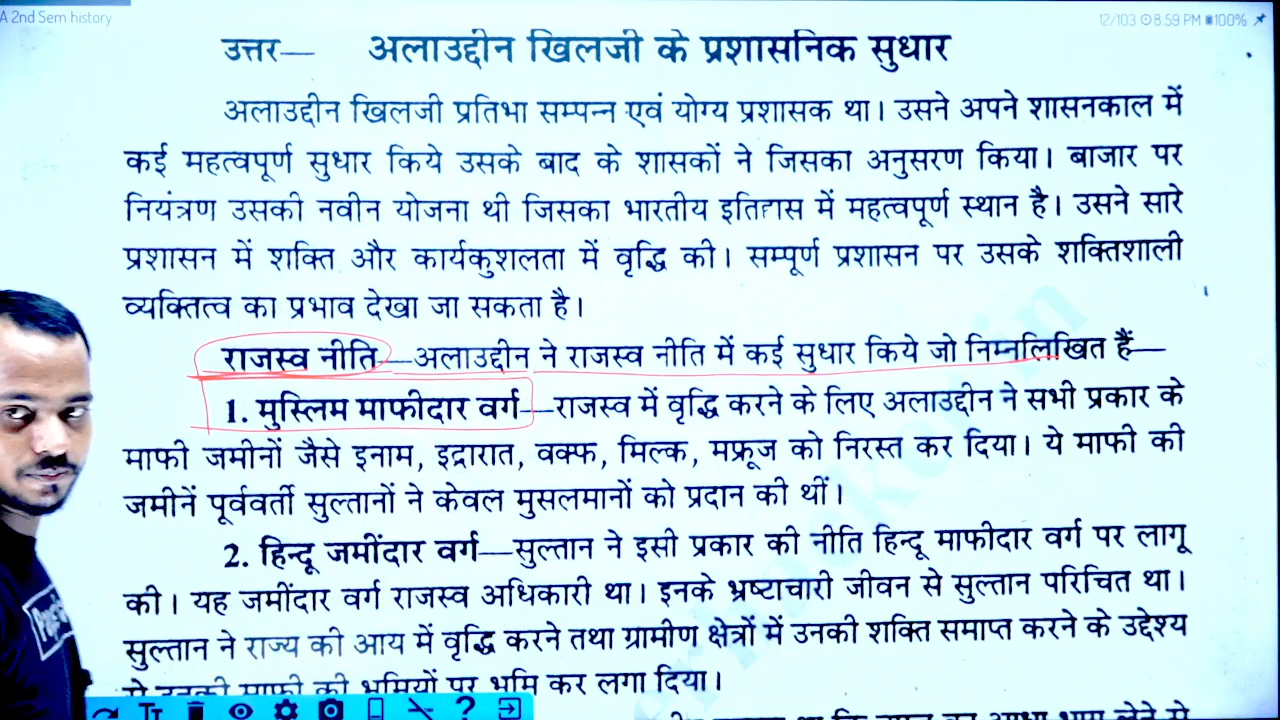 A 2nd Sem history
12/103 8:59 PM 100%
उत्तर— अलाउद्दीन खिलजी के प्रशासनिक सुधार
अलाउद्दीन खिलजी प्रतिभा सम्पन्न एवं योग्य प्रशासक था। उसने अपने शासनकाल में
कई महत्वपूर्ण सुधार किये उसके बाद के शासकों ने जिसका अनुसरण किया। बाजार पर
नियंत्रण उसकी नवीन योजना थी जिसका भारतीय इतिहास में महत्वपूर्ण स्थान है। उसने सारे
प्रशासन में शक्ति और कार्यकुशलता में वृद्धि की। सम्पूर्ण प्रशासन पर उसके शक्तिशाली
व्यक्तित्व का प्रभाव देखा जा सकता है।
राजस्व नीति—अलाउद्दीन ने राजस्व नीति में कई सुधार किये जो निम्नलिखित हैं—
1. मुस्लिम माफीदार वर्ग—राजस्व में वृद्धि करने के लिए अलाउद्दीन ने सभी प्रकार के
माफी जमीनों जैसे इनाम, इद्रारात, वक्फ, मिल्क, मफ्रूज को निरस्त कर दिया। ये माफी की
जमीनें पूर्ववर्ती सुल्तानों ने केवल मुसलमानों को प्रदान की थीं।
2. हिन्दू जमींदार वर्ग—सुल्तान ने इसी प्रकार की नीति हिन्दू माफीदार वर्ग पर लागू
की। यह जमींदार वर्ग राजस्व अधिकारी था। इनके भ्रष्टाचारी जीवन से सुल्तान परिचित था।
सुल्तान ने राज्य की आय में वृद्धि करने तथा ग्रामीण क्षेत्रों में उनकी शक्ति समाप्त करने के उद्देश्य
से उनकी माफी की भूमियों पर भूमि कर लगा दिया।